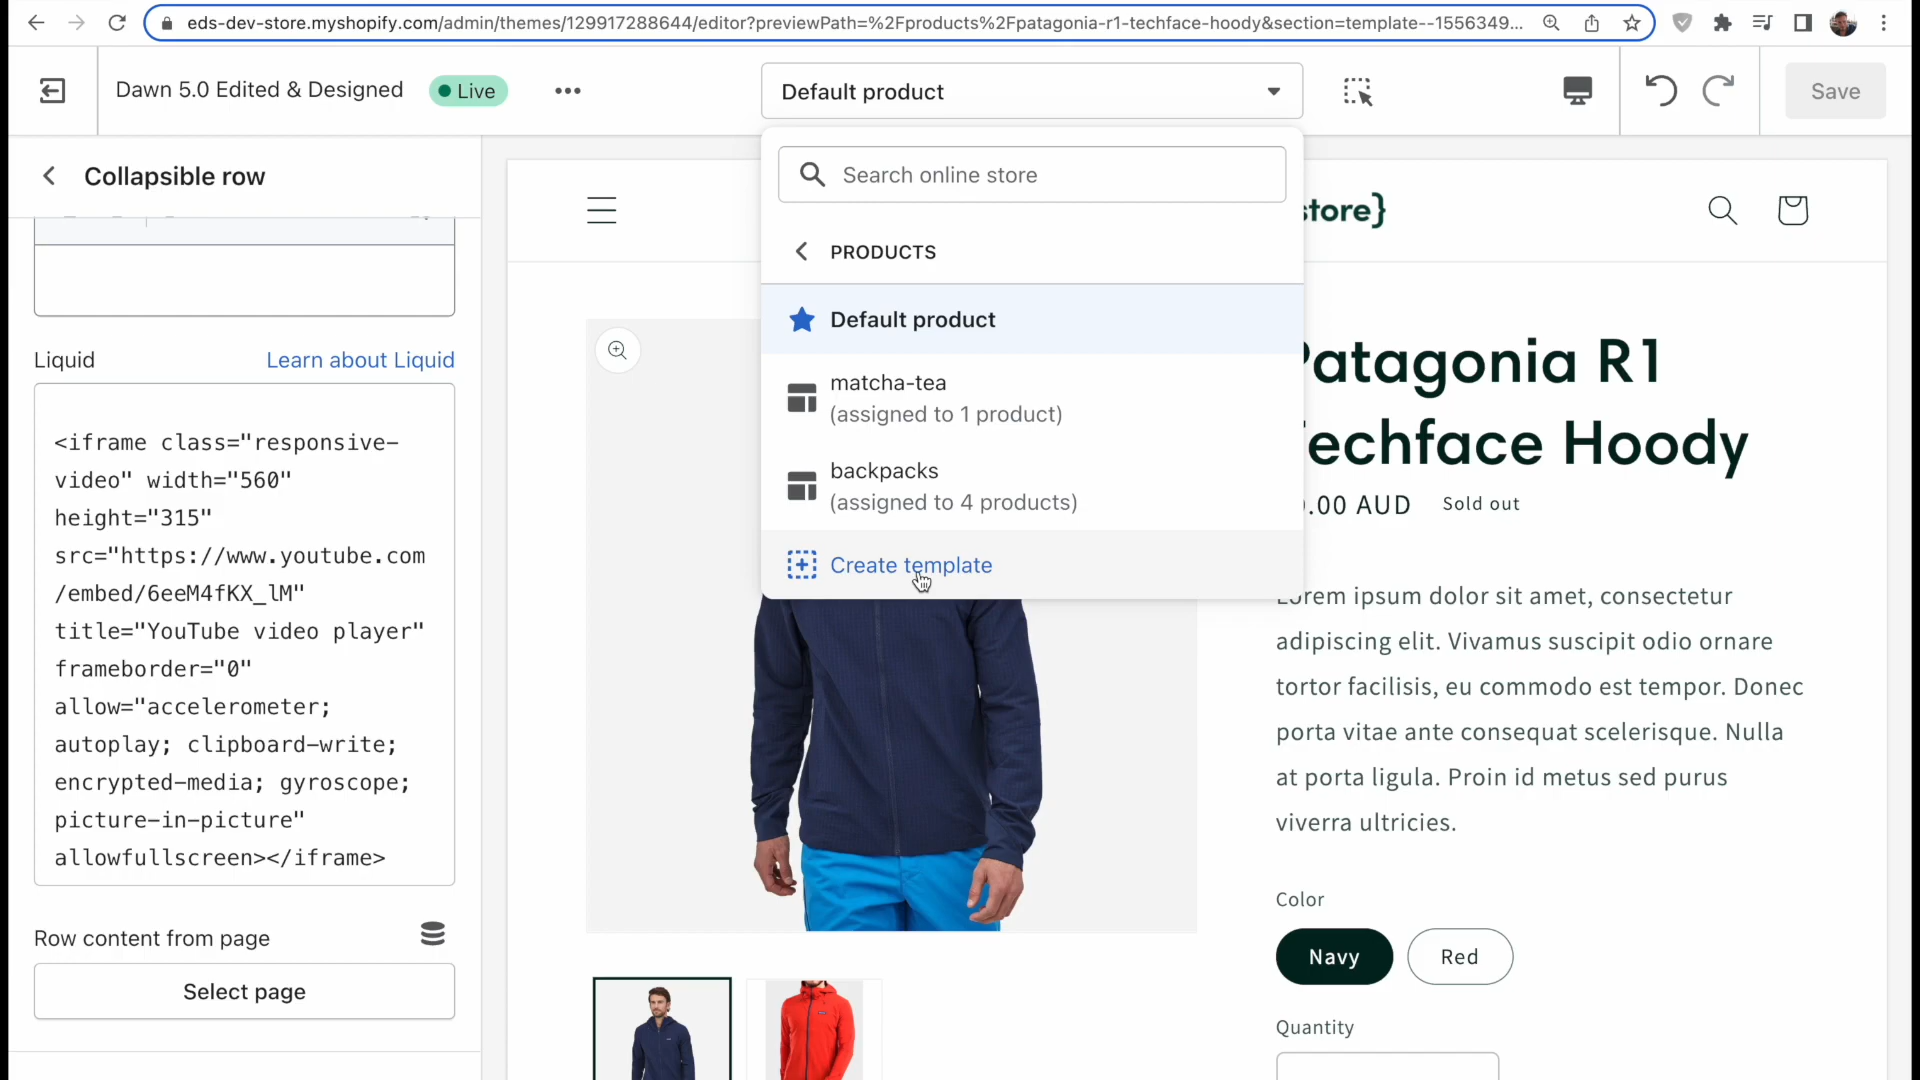 eds-dev-store.myshopify.com/admin/themes/129917288644/editor?previewPath=%2Fproducts%2Fpatagonia-r1-techface-hoody&section=template--1556349...
Dawn 5.0 Edited & Designed
Live
Default product
Save
Collapsible row
Search online store
store}
PRODUCTS
Default product
matcha-tea
(assigned to 1 product)
backpacks
(assigned to 4 products)
Create template
Liquid
Learn about Liquid
<iframe class="responsive-
video" width="560"
height="315"
src="https://www.youtube.com
/embed/6eeM4fKX_lM"
title="YouTube video player"
frameborder="0"
allow="accelerometer;
autoplay; clipboard-write;
encrypted-media; gyroscope;
picture-in-picture"
allowfullscreen></iframe>
Row content from page
Select page
Patagonia R1
Techface Hoody
.00 AUD
Sold out
Lorem ipsum dolor sit amet, consectetur
adipiscing elit. Vivamus suscipit odio ornare
tortor facilisis, eu commodo est tempor. Donec
porta vitae ante consequat scelerisque. Nulla
at porta ligula. Proin id metus sed purus
viverra ultricies.
Color
Navy
Red
Quantity